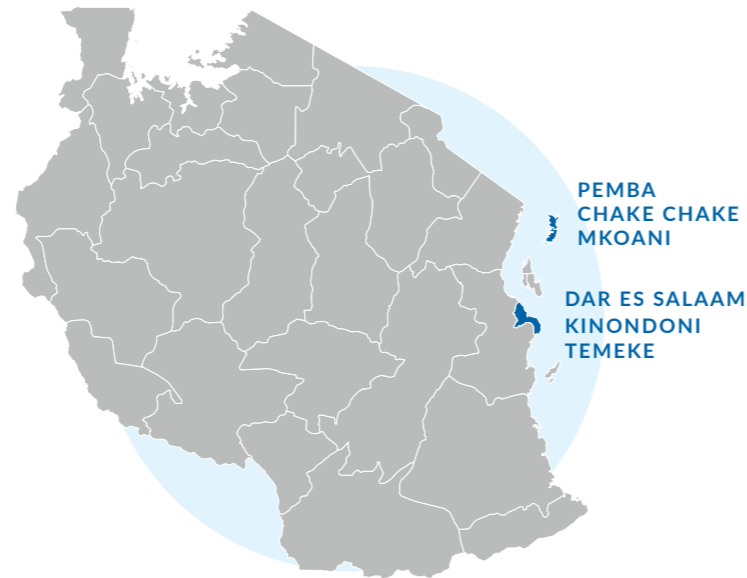 PEMBA
CHAKE CHAKE
MKOANI
DAR ES SALAAM
KINONDONI
TEMEKE